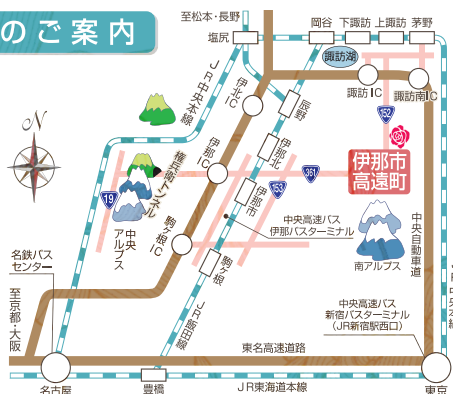 のご案内
至松本・長野
塩尻
岡谷
下諏訪
上諏訪
茅野
諏訪湖
諏訪IC
諏訪南IC
JR中央本線
伊北IC
辰野
152
伊那市
高遠町
伊那IC
伊那北
361
権兵衛トンネル
伊那市
153
19
中央
アルプス
駒ヶ根IC
中央高速バス
伊那バスターミナル
南アルプス
中央自動車道
N
名鉄バス
センター
駒ヶ根
至京都・大阪
JR飯田線
中央高速バス
新宿バスターミナル
(JR新宿駅西口)
JR中央本線
東名高速道路
名古屋
豊橋
JR東海道本線
東京